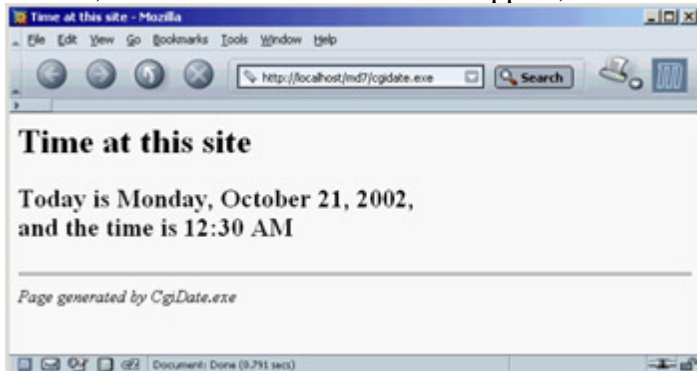 Time at this site - Mozilla
File Edit View Go Bookmarks Tools Window Help
http://localhost/md7/cgidate.exe Search
Time at this site
Today is Monday, October 21, 2002,
and the time is 12:30 AM
Page generated by CgiDate.exe
Document: Done (0.791 secs)